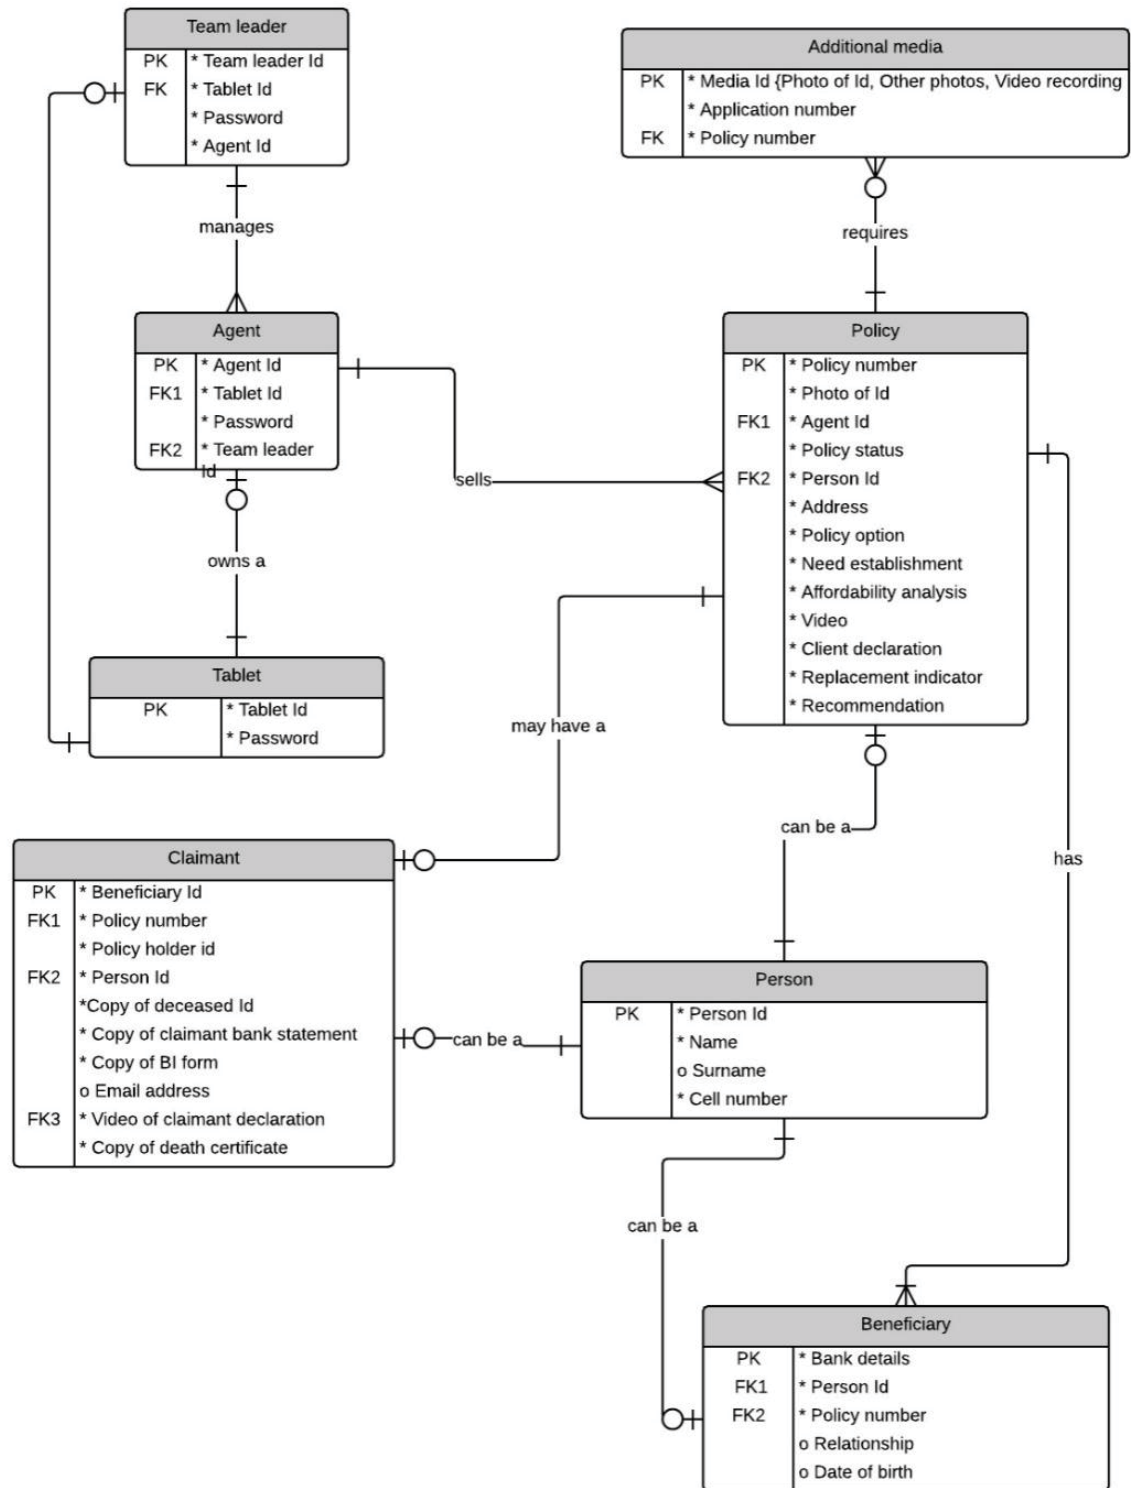 Team leader
PK * Team leader Id
FK * Tablet Id
* Password
* Agent Id
manages
Agent
PK * Agent Id
FK1 * Tablet Id
* Password
FK2 * Team leader
Id
owns a
Tablet
PK * Tablet Id
* Password
Additional media
PK * Media Id {Photo of Id, Other photos, Video recording
* Application number
FK * Policy number
requires
Policy
PK * Policy number
* Photo of Id
FK1 * Agent Id
* Policy status
FK2 * Person Id
* Address
* Policy option
* Need establishment
* Affordability analysis
* Video
* Client declaration
* Replacement indicator
* Recommendation
sells
may have a
can be a
has
Claimant
PK * Beneficiary Id
FK1 * Policy number
* Policy holder id
FK2 * Person Id
*Copy of deceased Id
* Copy of claimant bank statement
* Copy of BI form
o Email address
FK3 * Video of claimant declaration
* Copy of death certificate
can be a
Person
PK * Person Id
* Name
o Surname
* Cell number
can be a
Beneficiary
PK * Bank details
FK1 * Person Id
FK2 * Policy number
o Relationship
o Date of birth